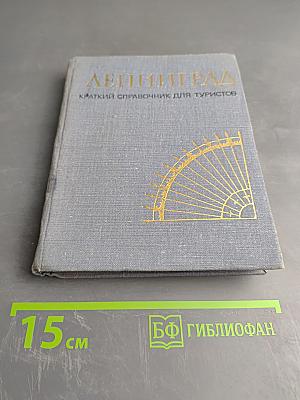 ЛЕНИНГРАД
КРАТКИЙ СПРАВОЧНИК ДЛЯ ТУРИСТОВ
15 см
БФ ГИБЛИОФАН